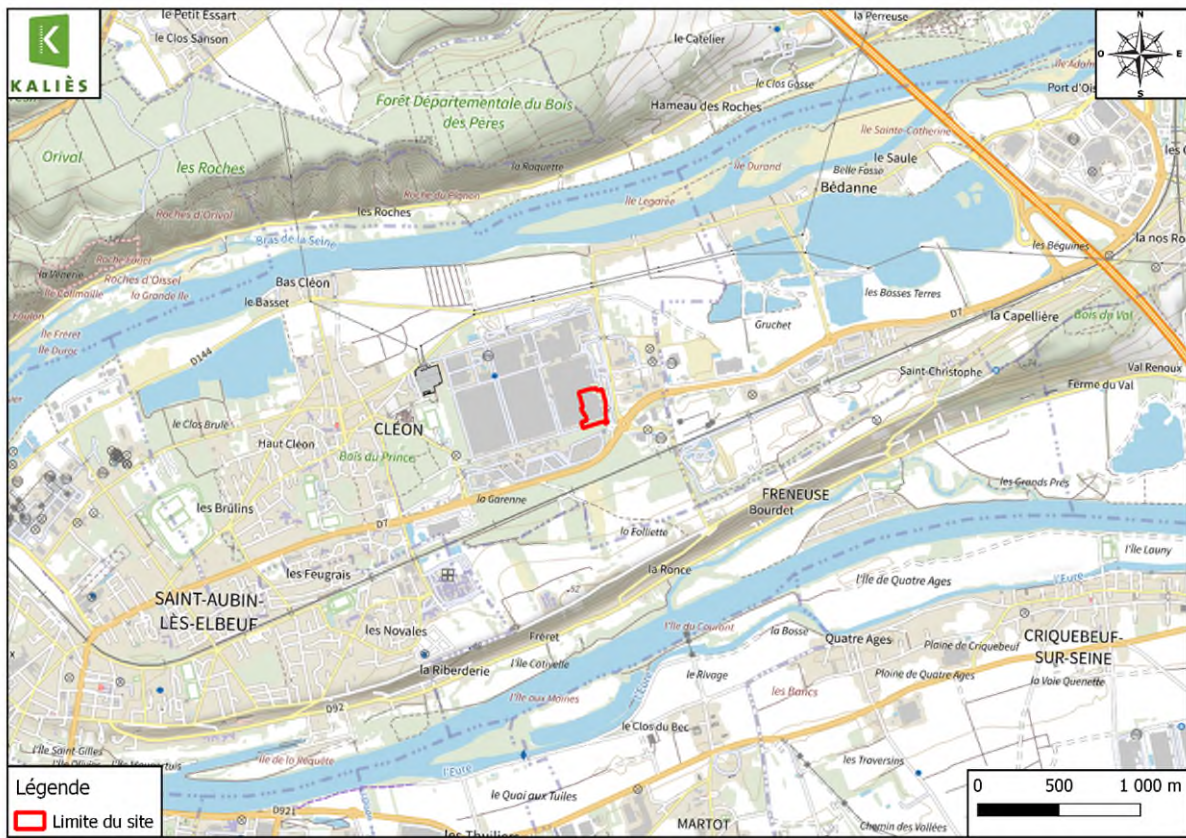 KALIÈS
le Petit Essart
le Clos Sanson
la Perreuse
le Catelier
le Clos Gosse
Hameau des Roches
Port d'Ois
N
O
E
S
Forêt Départementale du Bois
des Pères
Orival
les Roches
la Roquette
Île Sainte-Catherine
le Saule
Belle Fosse
Bédanne
Île Durand
Île Legarée
Roche du Pignon
les Roches
Roches d'Orival
Bras de la Seine
la Vénerie
Roches d'Oissel
la Grande Ile
Bas Cléon
le Basset
Île Fréret
Île Duroc
D144
les Béguines
la nos Ro
les Basses Terres
Gruchet
D7
la Capellière
Bois du Val
Saint-Christophe
Val Renoux
Ferme du Val
le Clos Brulé
Haut Cléon
CLÉON
Bois du Prince
les Brûlins
la Garenne
D7
FRENEUSE
Bourdet
les Grands Prés
la Folliette
l'Île Launy
les Feugrais
la Ronce
l'Île de Quatre Ages
l'Eure
SAINT-AUBIN-
LÈS-ELBEUF
les Novales
Fréret
l'Île du Courant
la Bosse
Quatre Ages
Plaine de Criquebeuf
CRIQUEBEUF-
SUR-SEINE
la Riberderie
l'Île Cotivelle
le Rivage
Plaine de Quatre Ages
la Voie Quenette
D92
l'Île aux Moines
l'Eure
les Bancs
le Clos du Bec
l'Île Saint-Gilles
Île de la Requête
l'Eure
les Traversins
le Quai aux Tuiles
D921
MARTOT
Chemin des Vallées
Légende
Limite du site
0 500 1 000 m